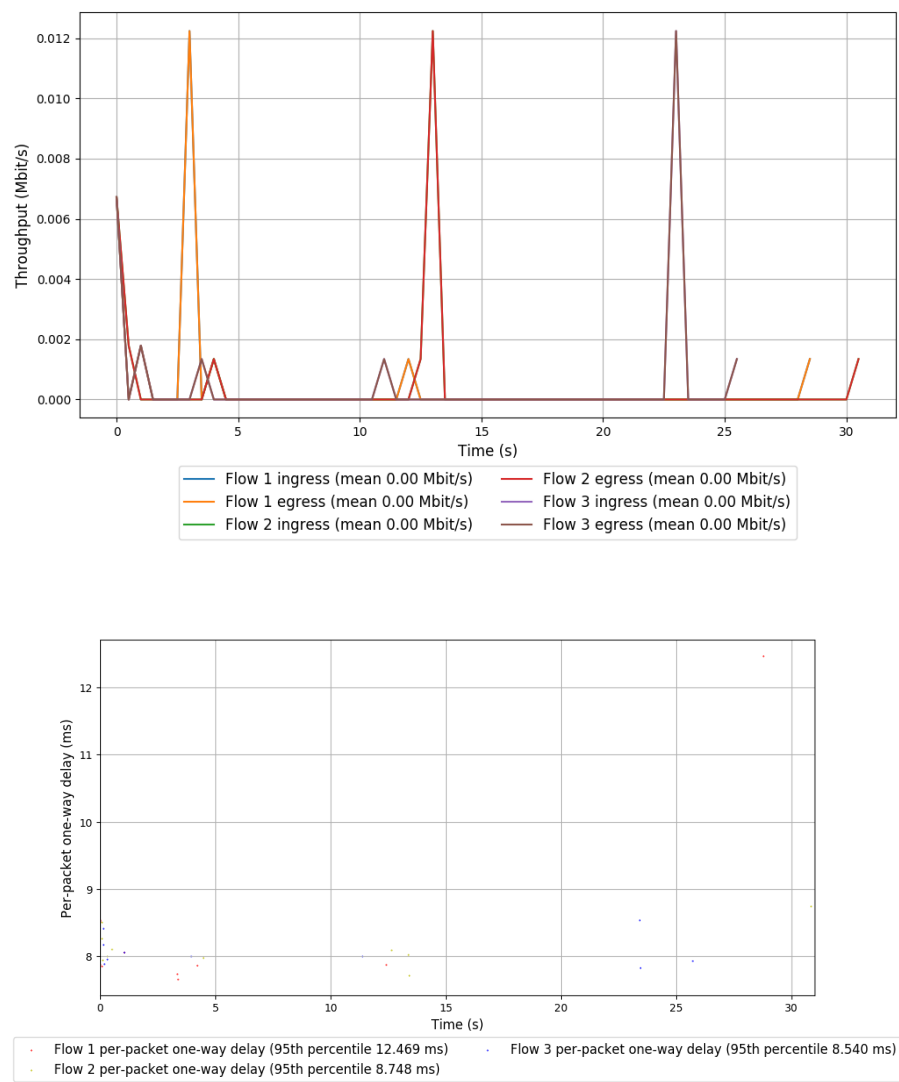 0.012
0.010
0.008
0.006
0.004
0.002
0.000
Throughput (Mbit/s)
0 5 10 15 20 25 30
Time (s)
Flow 1 ingress (mean 0.00 Mbit/s)
Flow 1 egress (mean 0.00 Mbit/s)
Flow 2 ingress (mean 0.00 Mbit/s)
Flow 2 egress (mean 0.00 Mbit/s)
Flow 3 ingress (mean 0.00 Mbit/s)
Flow 3 egress (mean 0.00 Mbit/s)
12
11
10
9
8
Per-packet one-way delay (ms)
0 5 10 15 20 25 30
Time (s)
Flow 1 per-packet one-way delay (95th percentile 12.469 ms)
Flow 2 per-packet one-way delay (95th percentile 8.748 ms)
Flow 3 per-packet one-way delay (95th percentile 8.540 ms)